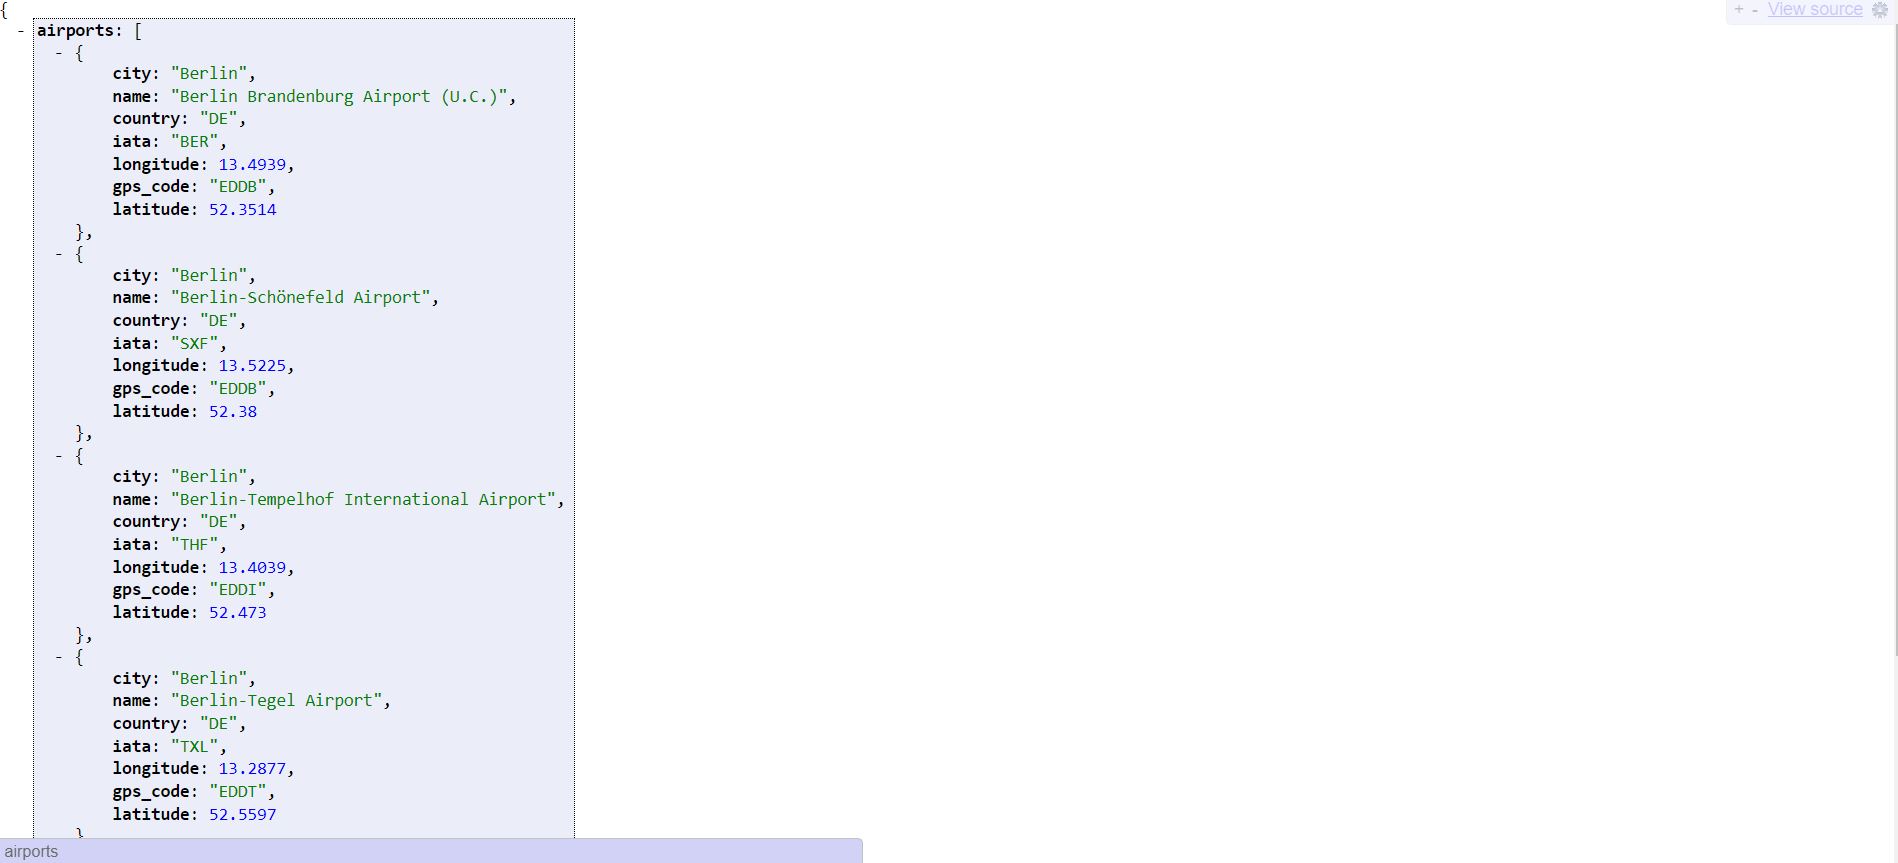 {
+ - View source
- airports: [
- {
city: "Berlin",
name: "Berlin Brandenburg Airport (U.C.)",
country: "DE",
iata: "BER",
longitude: 13.4939,
gps_code: "EDDB",
latitude: 52.3514
},
- {
city: "Berlin",
name: "Berlin-Schönefeld Airport",
country: "DE",
iata: "SXF",
longitude: 13.5225,
gps_code: "EDDB",
latitude: 52.38
},
- {
city: "Berlin",
name: "Berlin-Tempelhof International Airport",
country: "DE",
iata: "THF",
longitude: 13.4039,
gps_code: "EDDI",
latitude: 52.473
},
- {
city: "Berlin",
name: "Berlin-Tegel Airport",
country: "DE",
iata: "TXL",
longitude: 13.2877,
gps_code: "EDDT",
latitude: 52.5597
}
airports